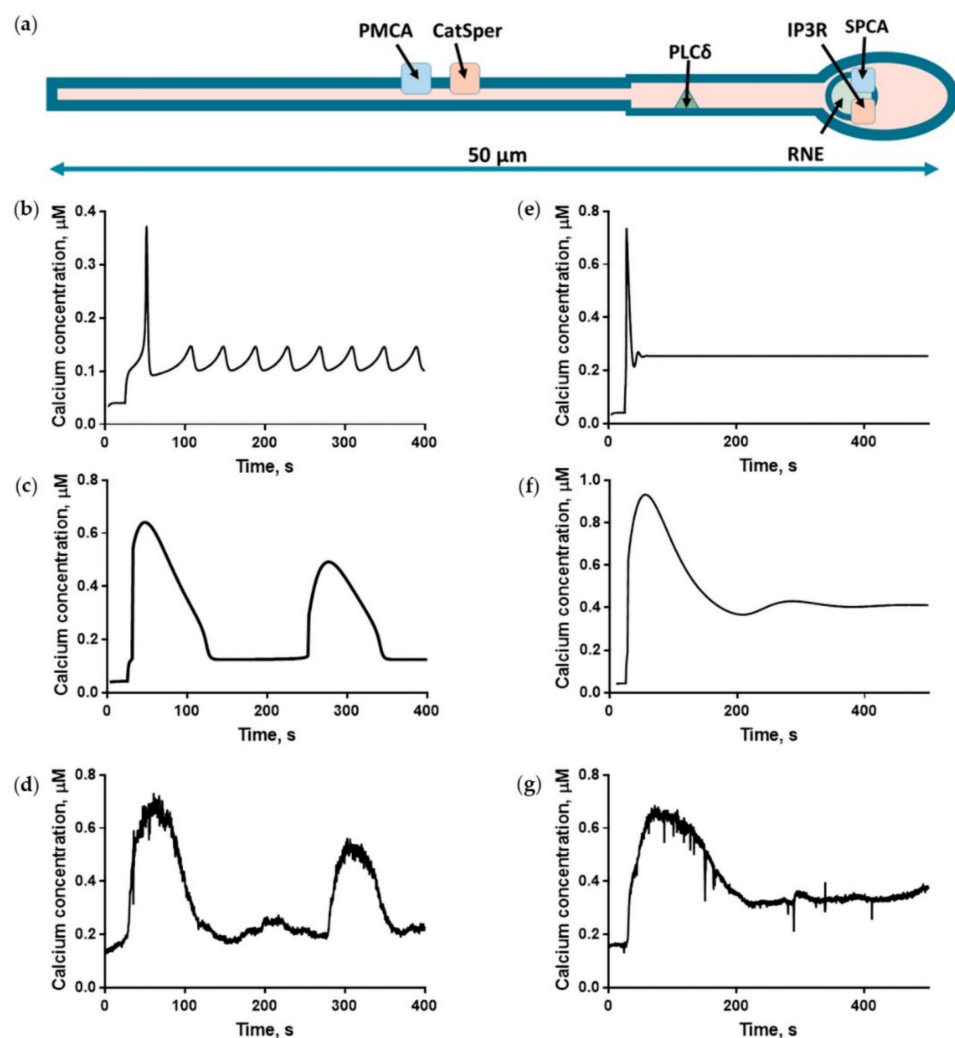 (a)
PMCA CatSper
PLCδ
IP3R SPCA
RNE
50 µm
(b)
Calcium concentration, µM
0.4
0.3
0.2
0.1
0.0
0 100 200 300 400
Time, s
(e)
Calcium concentration, µM
0.8
0.6
0.4
0.2
0.0
0 200 400
Time, s
(c)
Calcium concentration, µM
0.8
0.6
0.4
0.2
0.0
0 100 200 300 400
Time, s
(f)
Calcium concentration, µM
1.0
0.8
0.6
0.4
0.2
0.0
0 200 400
Time, s
(d)
Calcium concentration, µM
0.8
0.6
0.4
0.2
0.0
0 100 200 300 400
Time, s
(g)
Calcium concentration, µM
0.8
0.6
0.4
0.2
0.0
0 200 400
Time, s